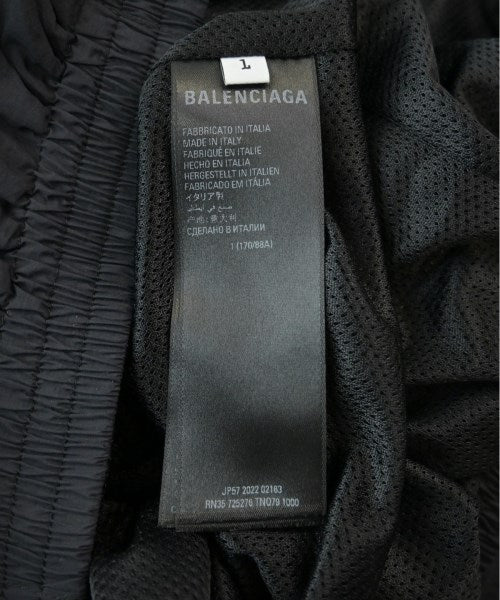 1
BALENCIAGA
FABBRICATO IN ITALIA
MADE IN ITALY
FABRIQUÉ EN ITALIE
HECHO EN ITALIA
HERGESTELLT IN ITALIEN
FABRICADO EM ITÁLIA
イタリア製
صنع في إيطاليا
产地:意大利
СДЕЛАНО В ИТАЛИИ
1 (170/88A)
JP57 2022 02163
RN35 725276 TNO79 1000